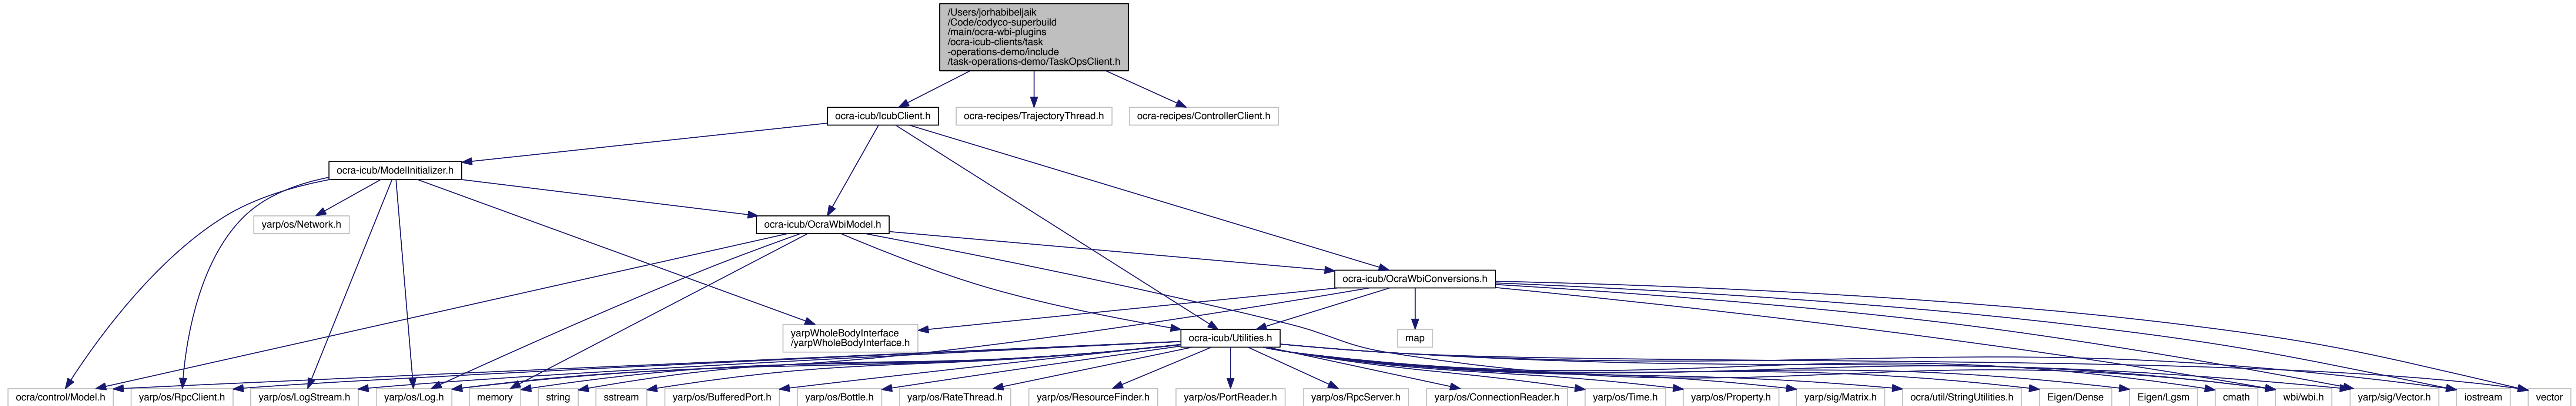 /Users/jorhabibeljaik
/Code/codyco-superbuild
/main/ocra-wbi-plugins
/ocra-icub-clients/task
-operations-demo/include
/task-operations-demo/TaskOpsClient.h
ocra-icub/IcubClient.h
ocra-recipes/TrajectoryThread.h
ocra-recipes/ControllerClient.h
ocra-icub/ModelInitializer.h
yarp/os/Network.h
ocra-icub/OcraWbiModel.h
ocra-icub/OcraWbiConversions.h
yarpWholeBodyInterface
/yarpWholeBodyInterface.h
ocra-icub/Utilities.h
map
ocra/control/Model.h
yarp/os/RpcClient.h
yarp/os/LogStream.h
yarp/os/Log.h
memory
string
sstream
yarp/os/BufferedPort.h
yarp/os/Bottle.h
yarp/os/RateThread.h
yarp/os/ResourceFinder.h
yarp/os/PortReader.h
yarp/os/RpcServer.h
yarp/os/ConnectionReader.h
yarp/os/Time.h
yarp/os/Property.h
yarp/sig/Matrix.h
ocra/util/StringUtilities.h
Eigen/Dense
Eigen/Lgsm
cmath
wbi/wbi.h
yarp/sig/Vector.h
iostream
vector